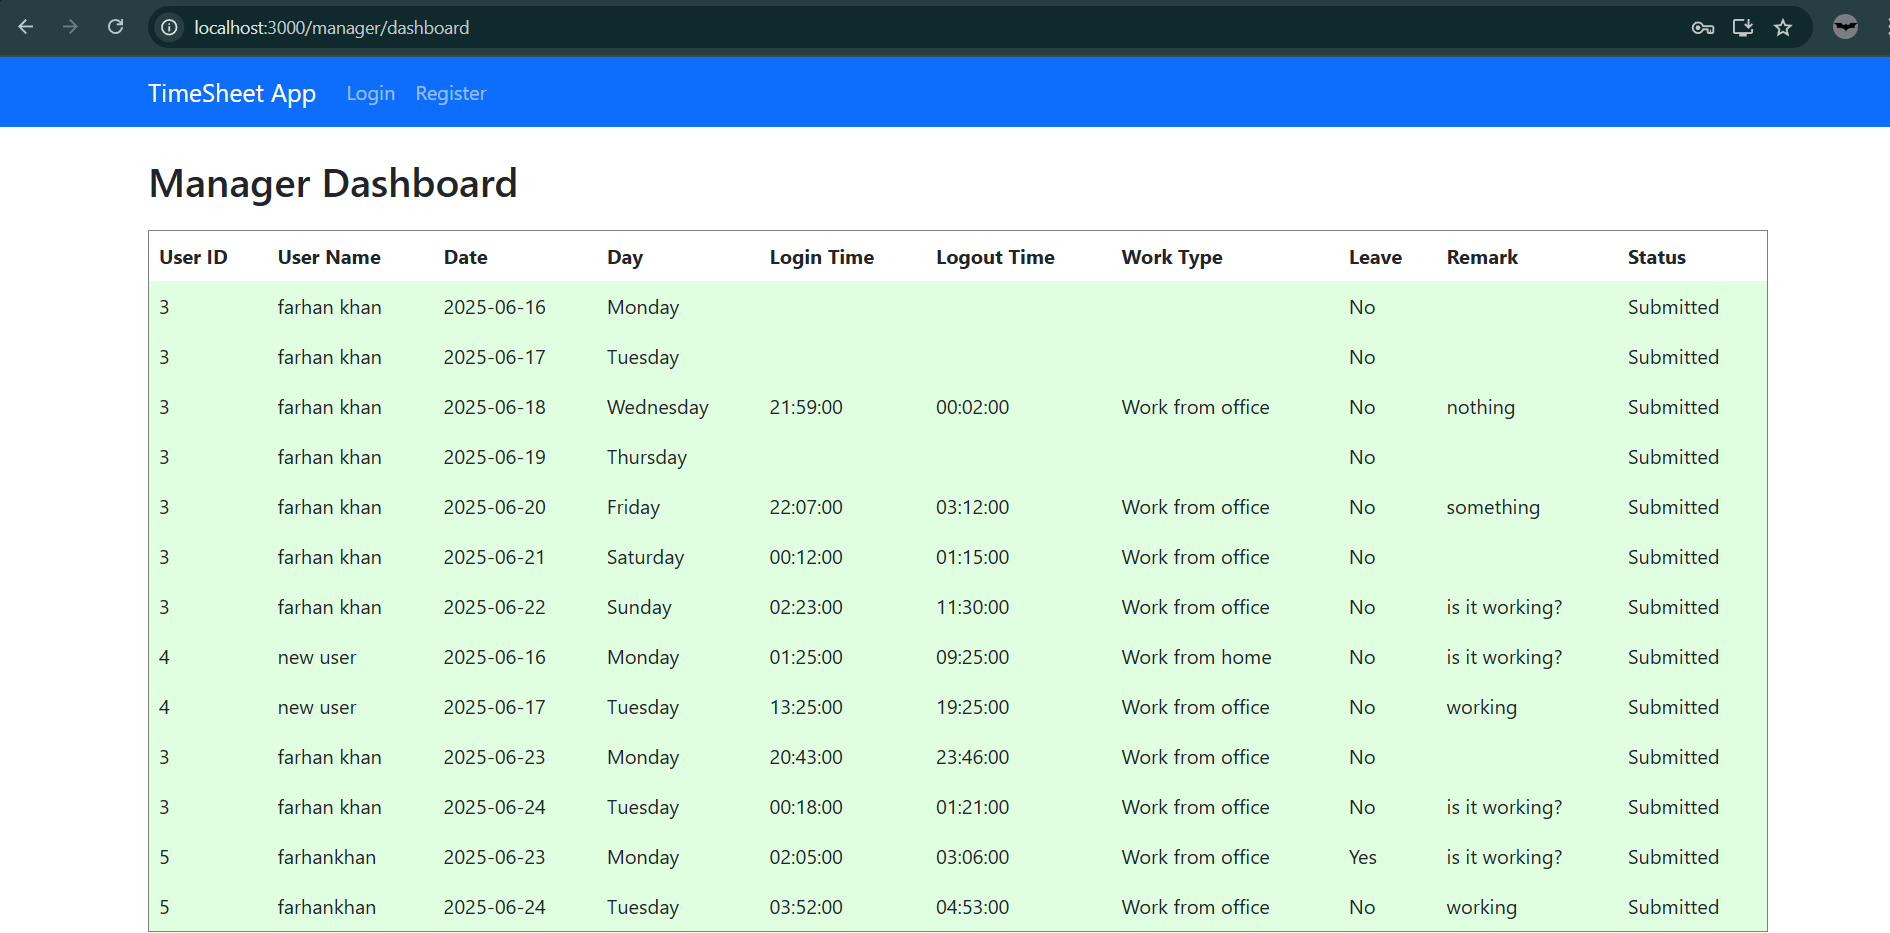 localhost:3000/manager/dashboard
TimeSheet App Login Register
Manager Dashboard
User ID User Name Date Day Login Time Logout Time Work Type Leave Remark Status
3 farhan khan 2025-06-16 Monday No Submitted
3 farhan khan 2025-06-17 Tuesday No Submitted
3 farhan khan 2025-06-18 Wednesday 21:59:00 00:02:00 Work from office No nothing Submitted
3 farhan khan 2025-06-19 Thursday No Submitted
3 farhan khan 2025-06-20 Friday 22:07:00 03:12:00 Work from office No something Submitted
3 farhan khan 2025-06-21 Saturday 00:12:00 01:15:00 Work from office No Submitted
3 farhan khan 2025-06-22 Sunday 02:23:00 11:30:00 Work from office No is it working? Submitted
4 new user 2025-06-16 Monday 01:25:00 09:25:00 Work from home No is it working? Submitted
4 new user 2025-06-17 Tuesday 13:25:00 19:25:00 Work from office No working Submitted
3 farhan khan 2025-06-23 Monday 20:43:00 23:46:00 Work from office No Submitted
3 farhan khan 2025-06-24 Tuesday 00:18:00 01:21:00 Work from office No is it working? Submitted
5 farhankhan 2025-06-23 Monday 02:05:00 03:06:00 Work from office Yes is it working? Submitted
5 farhankhan 2025-06-24 Tuesday 03:52:00 04:53:00 Work from office No working Submitted